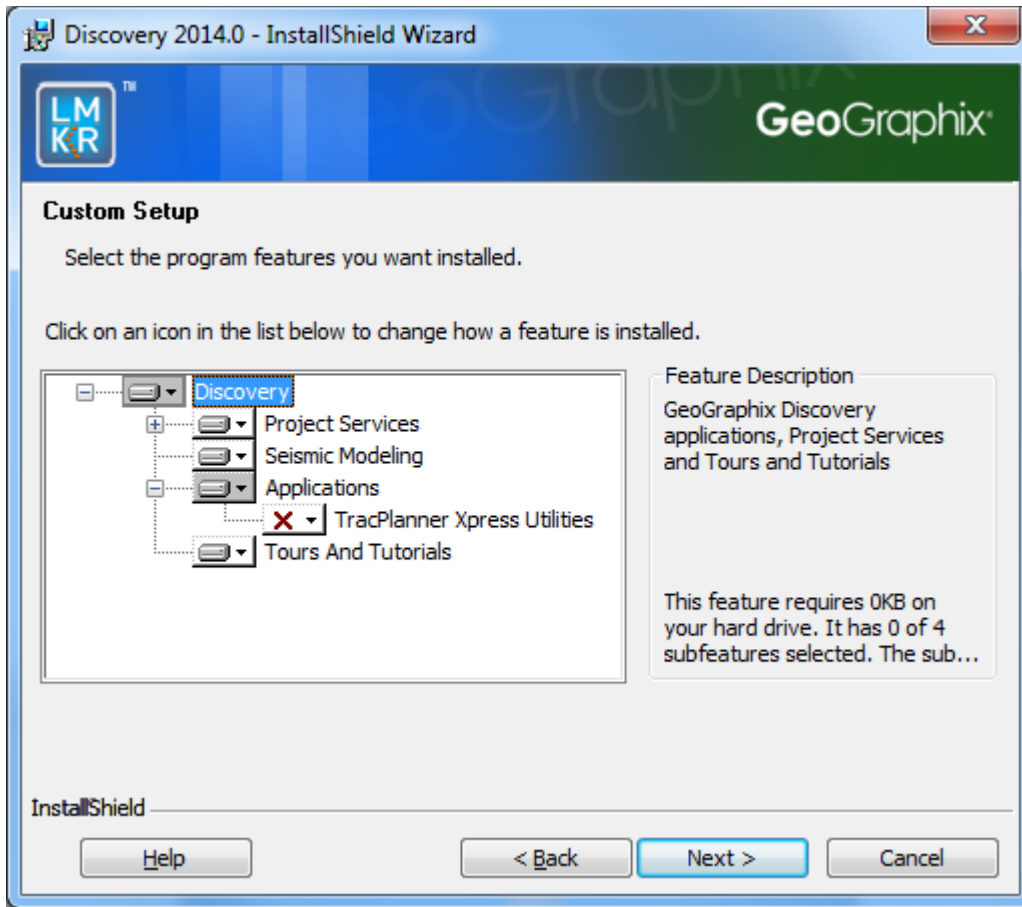 Discovery 2014.0 - InstallShield Wizard
LMKR™
GeoGraphix
GeoGraphix®
Custom Setup
Select the program features you want installed.
Click on an icon in the list below to change how a feature is installed.
Discovery
Project Services
Seismic Modeling
Applications
TracPlanner Xpress Utilities
Tours And Tutorials
Feature Description
GeoGraphix Discovery
applications, Project Services
and Tours and Tutorials
This feature requires 0KB on
your hard drive. It has 0 of 4
subfeatures selected. The sub...
InstallShield
Help
< Back
Next >
Cancel